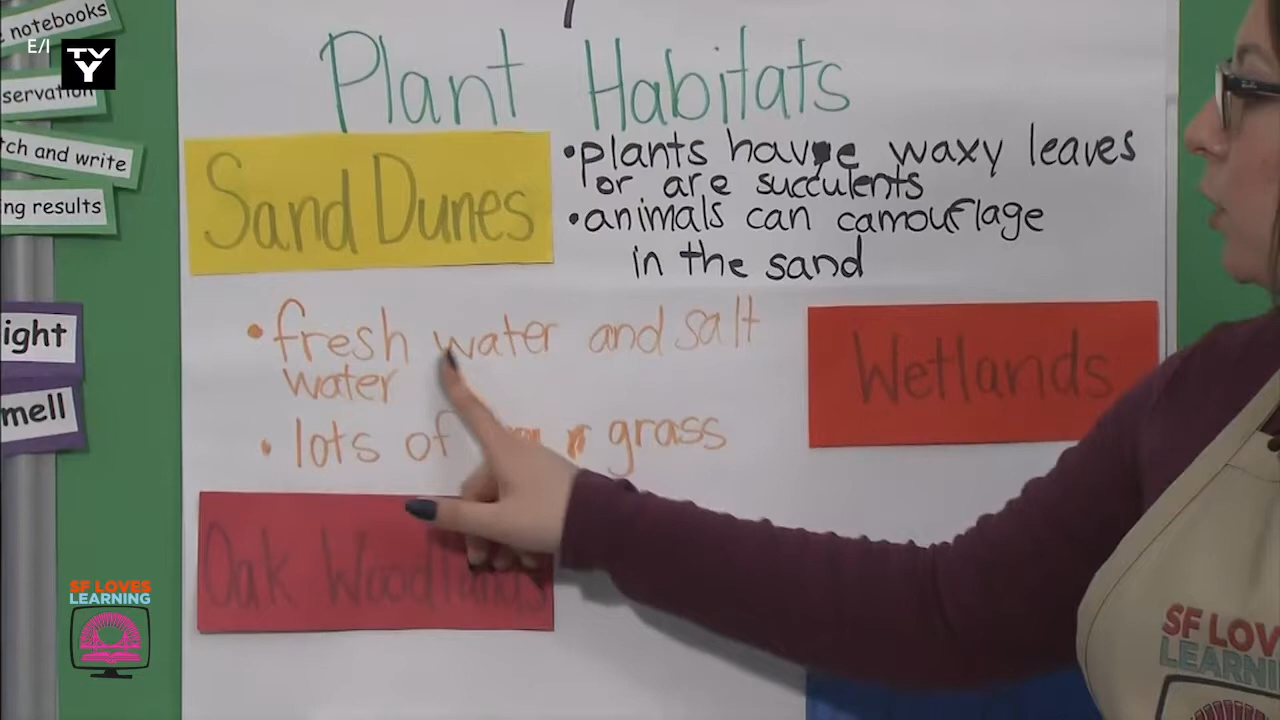 notebooks
E/I
TV
Y
servation
tch and write
ing results
ight
mell
Plant Habitats
Sand Dunes
•plants have waxy leaves
or are succulents
•animals can camouflage
in the sand
•fresh water and salt
water
•lots of grass
Wetlands
Oak Woodlands
SF LOVES
LEARNING
SF LOV
LEARNI